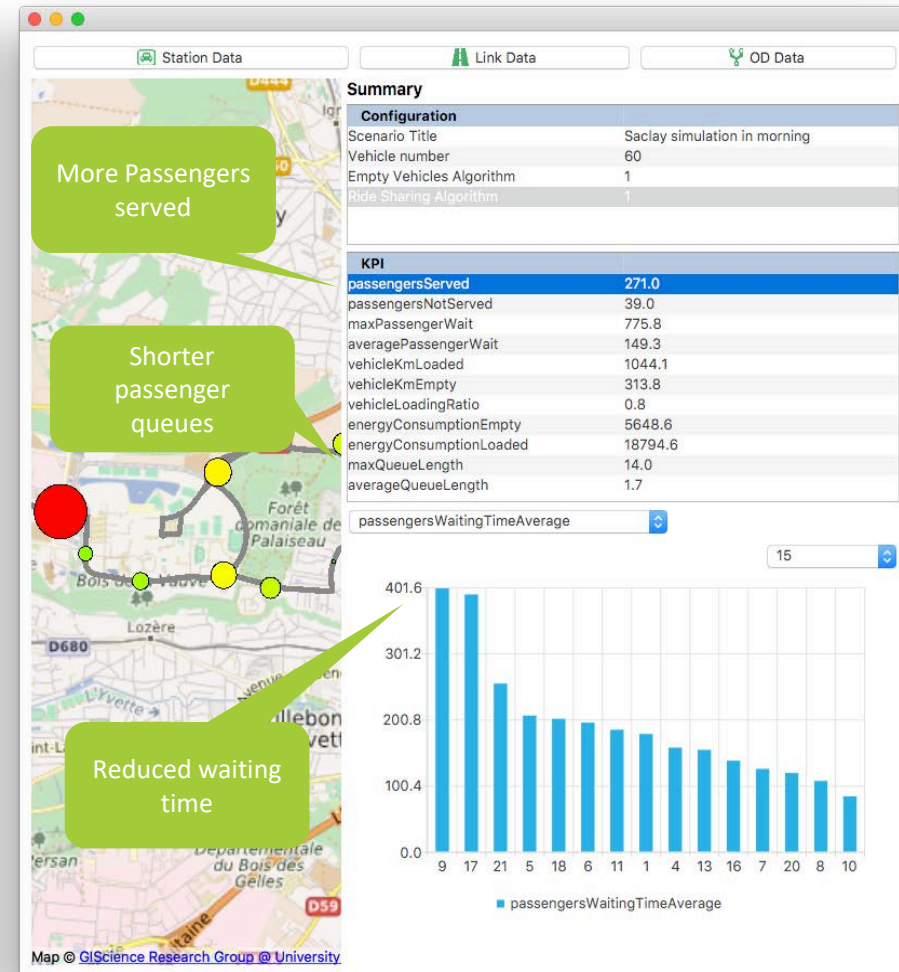 Station Data
Link Data
OD Data
Summary
Configuration
Scenario Title Saclay simulation in morning
Vehicle number 60
Empty Vehicles Algorithm 1
Ride Sharing Algorithm 1
KPI
passengersServed 271.0
passengersNotServed 39.0
maxPassengerWait 775.8
averagePassengerWait 149.3
vehicleKmLoaded 1044.1
vehicleKmEmpty 313.8
vehicleLoadingRatio 0.8
energyConsumptionEmpty 5648.6
energyConsumptionLoaded 18794.6
maxQueueLength 14.0
averageQueueLength 1.7
passengersWaitingTimeAverage
15
401.6
301.2
200.8
100.4
0.0
9 17 21 5 18 6 11 1 4 13 16 7 20 8 10
passengersWaitingTimeAverage
More Passengers
served
Shorter
passenger
queues
Reduced waiting
time
D444
Forêt
domaniale de
Palaiseau
Lozère
D680
L'Yvette
Départementale
du Bois des
Gelles
D59
Map © GIScience Research Group @ University